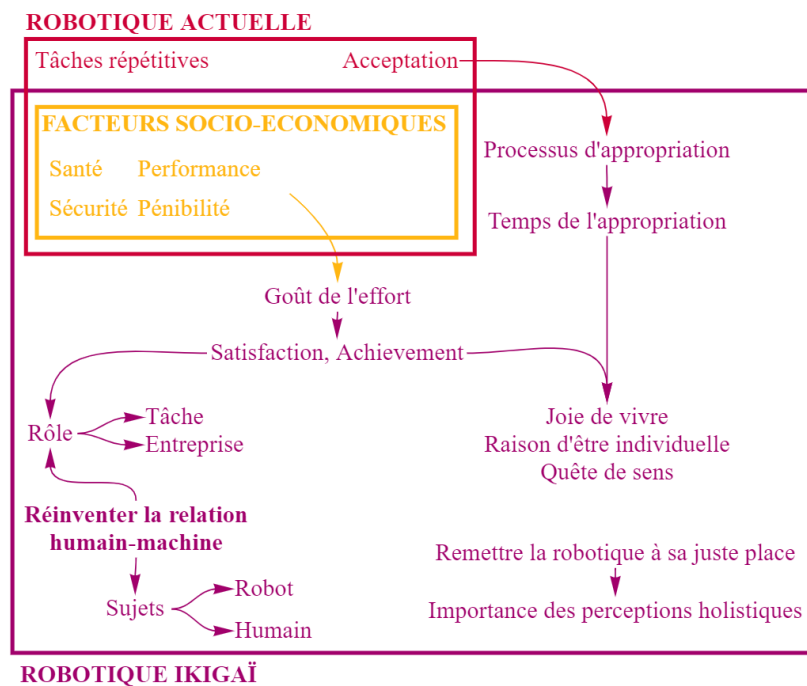 ROBOTIQUE ACTUELLE
Tâches répétitives Acceptation
FACTEURS SOCIO-ECONOMIQUES
Santé Performance
Sécurité Pénibilité
Processus d'appropriation
Temps de l'appropriation
Goût de l'effort
Satisfaction, Achievement
Rôle
Tâche
Entreprise
Joie de vivre
Raison d'être individuelle
Quête de sens
Réinventer la relation
humain-machine
Sujets
Robot
Humain
Remettre la robotique à sa juste place
Importance des perceptions holistiques
ROBOTIQUE IKIGAÏ